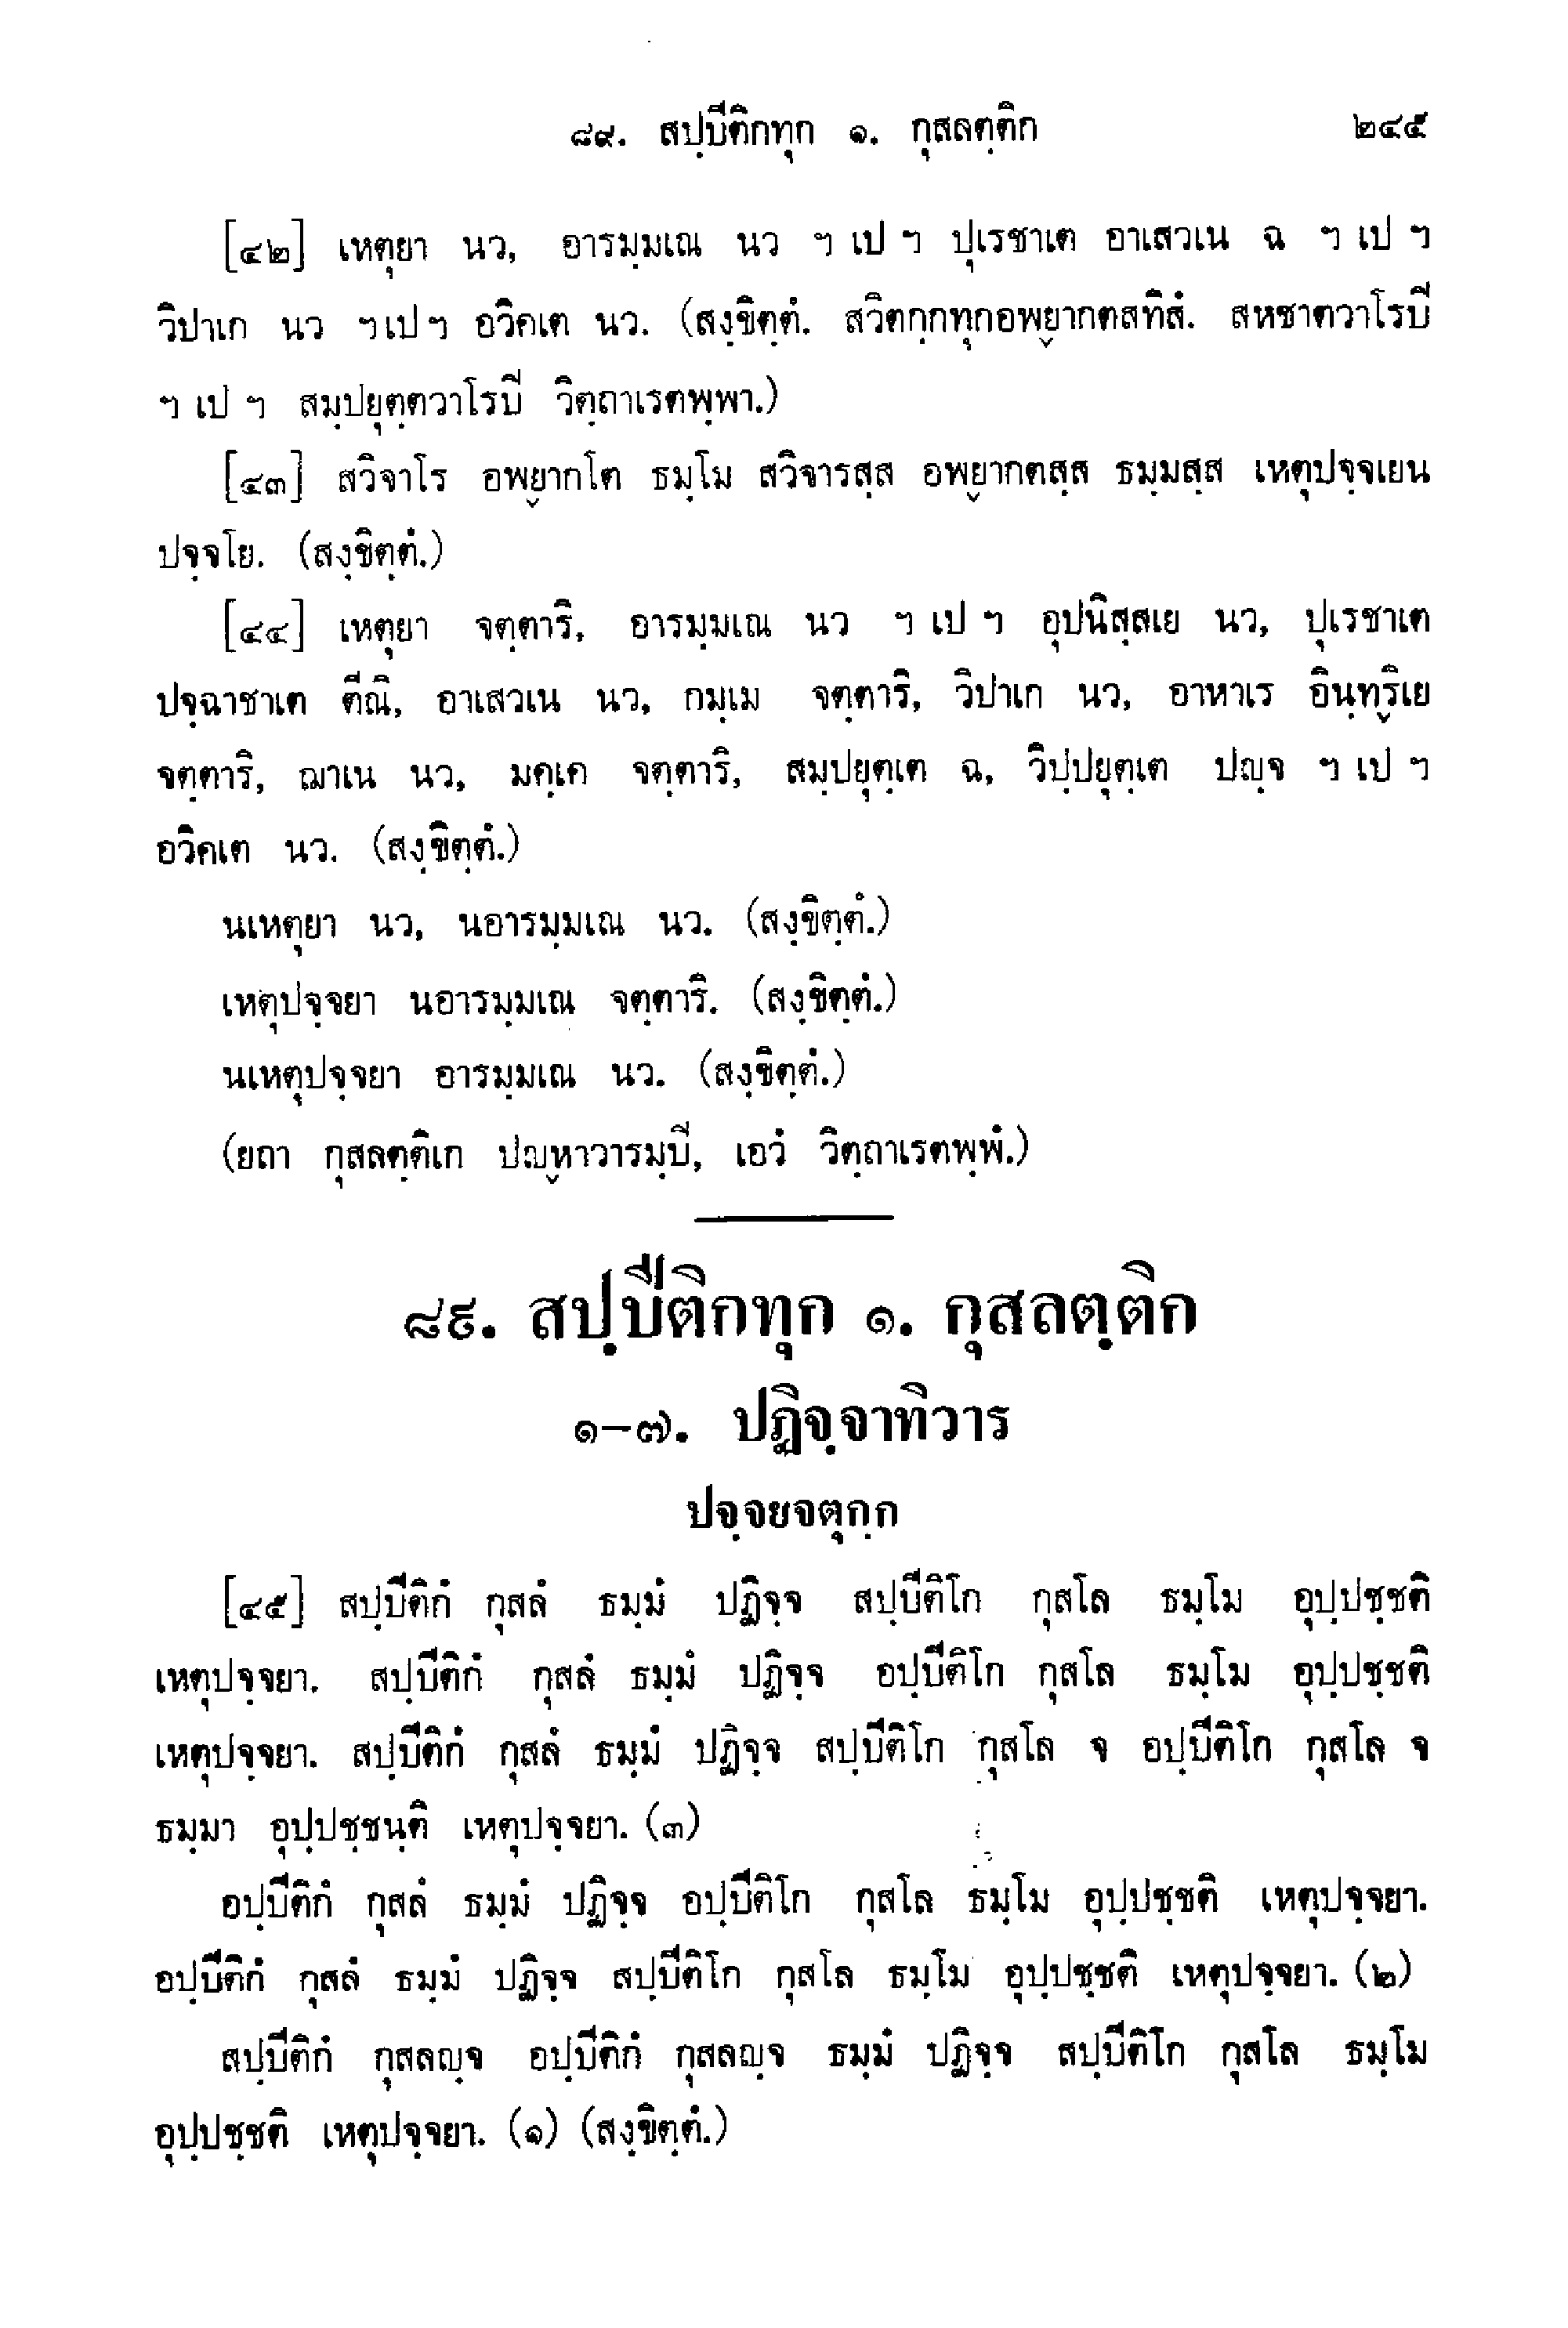 ๘๙. สปฺปีติกทุก ๑. กุสลตฺติก ๒๔๕
[๔๒] เหตุยา นว, อารมฺมเณ นว ฯ เป ฯ ปุเรชาเต อาเสวเน ฉ ฯ เป ฯ
วิปาเก นว ฯ เป ฯ อวิคเต นว. (สงฺขิตฺตํ. สวิตกฺกทุกอพฺยากตสทิสํ. สหชาตวาโรปิ
ฯ เป ฯ สมฺปยุตฺตวาโรปิ วิตฺถาเรตพฺพา.)
[๔๓] สวิจาโร อพฺยากโต ธมฺโม สวิจารสฺส อพฺยากตสฺส ธมฺมสฺส เหตุปจฺจเยน
ปจฺจโย. (สงฺขิตฺตํ.)
[๔๔] เหตุยา จตฺตาริ, อารมฺมเณ นว ฯ เป ฯ อุปนิสฺสเย นว, ปุเรชาเต
ปจฺฉาชาเต ตีณิ, อาเสวเน นว, กมฺเม จตฺตาริ, วิปาเก นว, อาหาเร อินฺทฺริเย
จตฺตาริ, ฌาเน นว, มคฺเค จตฺตาริ, สมฺปยุตฺเต ฉ, วิปฺปยุตฺเต ปญฺจ ฯ เป ฯ
อวิคเต นว. (สงฺขิตฺตํ.)
นเหตุยา นว, นอารมฺมเณ นว. (สงฺขิตฺตํ.)
เหตุปจฺจยา นอารมฺมเณ จตฺตาริ. (สงฺขิตฺตํ.)
นเหตุปจฺจยา อารมฺมเณ นว. (สงฺขิตฺตํ.)
(ยถา กุสลตฺติเก ปญฺหาวารมฺปิ, เอวํ วิตฺถาเรตพฺพํ.)
๘๙. สปฺปีติกทุก ๑. กุสลตฺติก
๑-๗. ปฏิจฺจาทิวาร
ปจฺจยจตุกฺก
[๔๕] สปฺปีติกํ กุสลํ ธมฺมํ ปฏิจฺจ สปฺปีติโก กุสโล ธมฺโม อุปฺปชฺชติ
เหตุปจฺจยา. สปฺปีติกํ กุสลํ ธมฺมํ ปฏิจฺจ อปฺปีติโก กุสโล ธมฺโม อุปฺปชฺชติ
เหตุปจฺจยา. สปฺปีติกํ กุสลํ ธมฺมํ ปฏิจฺจ สปฺปีติโก กุสโล จ อปฺปีติโก กุสโล จ
ธมฺมา อุปฺปชฺชนฺติ เหตุปจฺจยา. (๓)
อปฺปีติกํ กุสลํ ธมฺมํ ปฏิจฺจ อปฺปีติโก กุสโล ธมฺโม อุปฺปชฺชติ เหตุปจฺจยา.
อปฺปีติกํ กุสลํ ธมฺมํ ปฏิจฺจ สปฺปีติโก กุสโล ธมฺโม อุปฺปชฺชติ เหตุปจฺจยา. (๒)
สปฺปีติกํ กุสลญฺจ อปฺปีติกํ กุสลญฺจ ธมฺมํ ปฏิจฺจ สปฺปีติโก กุสโล ธมฺโม
อุปฺปชฺชติ เหตุปจฺจยา. (๑) (สงฺขิตฺตํ.)